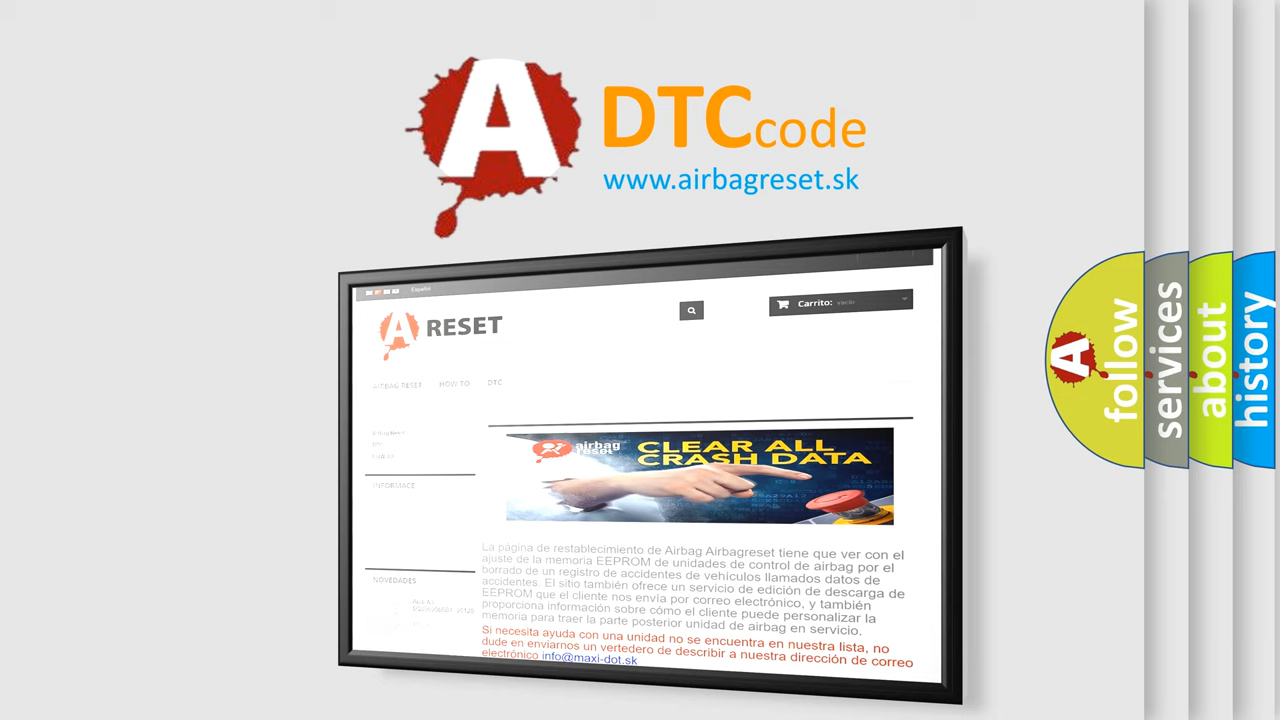 A DTCcode
www.airbagreset.sk
Español
A RESET
Carrito: vacío
AIRBAG RESET HOW TO DTC
INFORMACE
airbag
reset
CLEAR ALL
CRASH DATA
La página de restablecimiento de Airbag Airbagreset tiene que ver con el
ajuste de la memoria EEPROM de unidades de control de airbag por el
borrado de un registro de accidentes de vehículos llamados datos de
accidentes. El sitio también ofrece un servicio de edición de descarga de
EEPROM que el cliente nos envía por correo electrónico, y también
proporciona información sobre cómo el cliente puede personalizar la
memoria para traer la parte posterior unidad de airbag en servicio.
Si necesita ayuda con una unidad no se encuentra en nuestra lista, no
dude en enviarnos un vertedero de describir a nuestra dirección de correo
electrónico info@maxi-dot.sk
NOVEDADES
A
follow
services
about
history